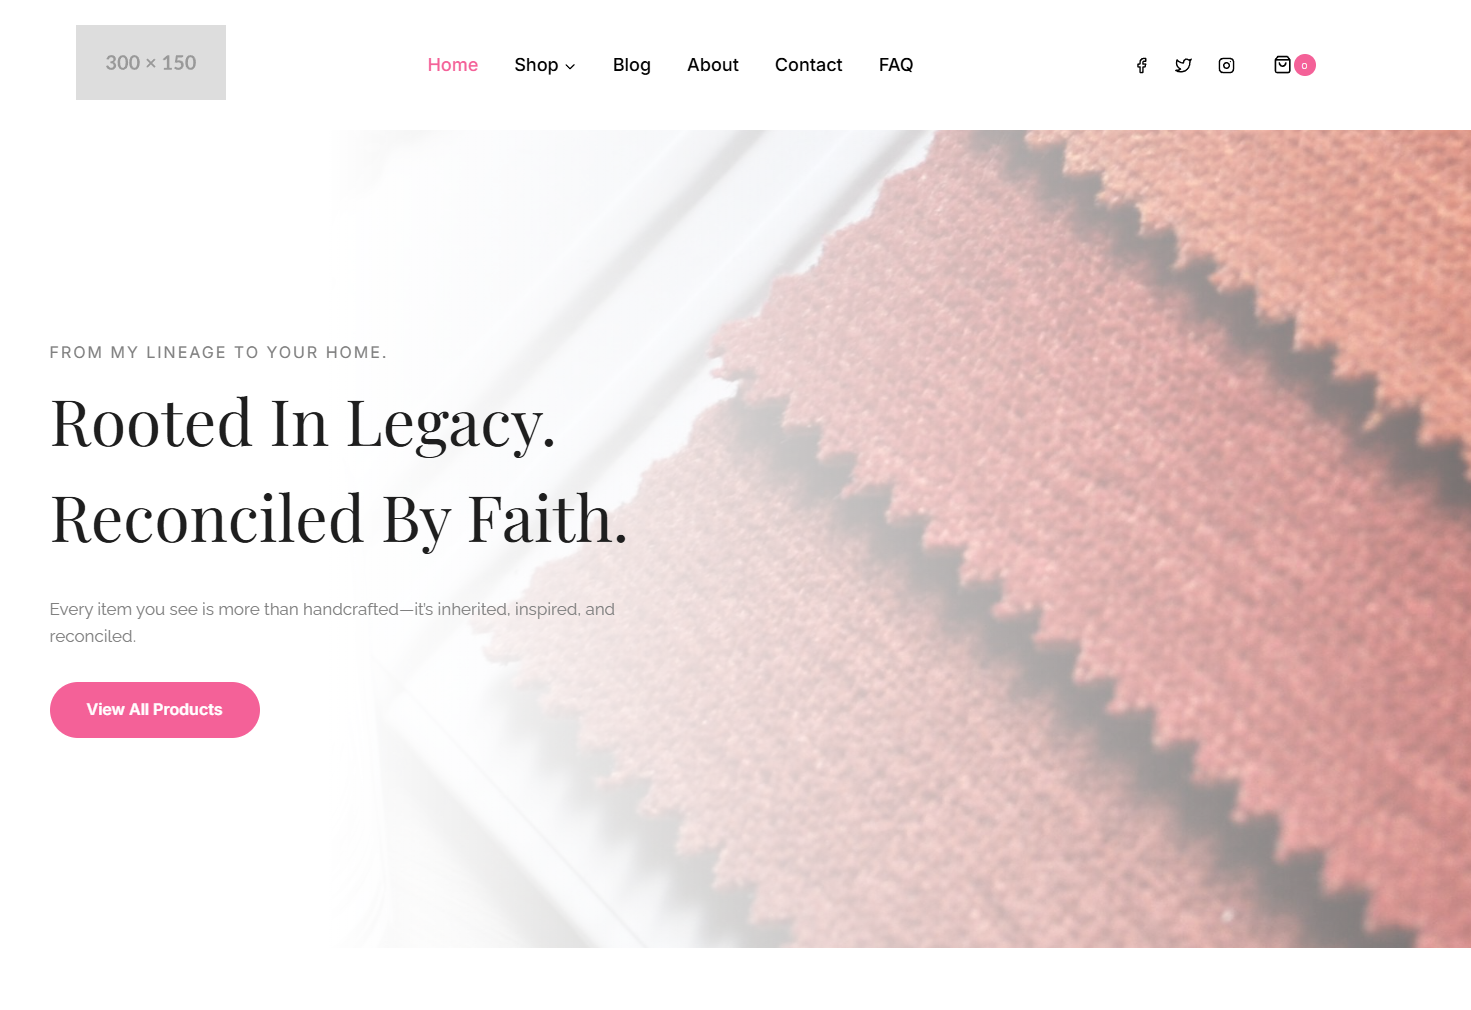 300 × 150
Home Shop Blog About Contact FAQ
0
FROM MY LINEAGE TO YOUR HOME.
Rooted In Legacy.
Reconciled By Faith.
Every item you see is more than handcrafted—it's inherited, inspired, and
reconciled.
View All Products